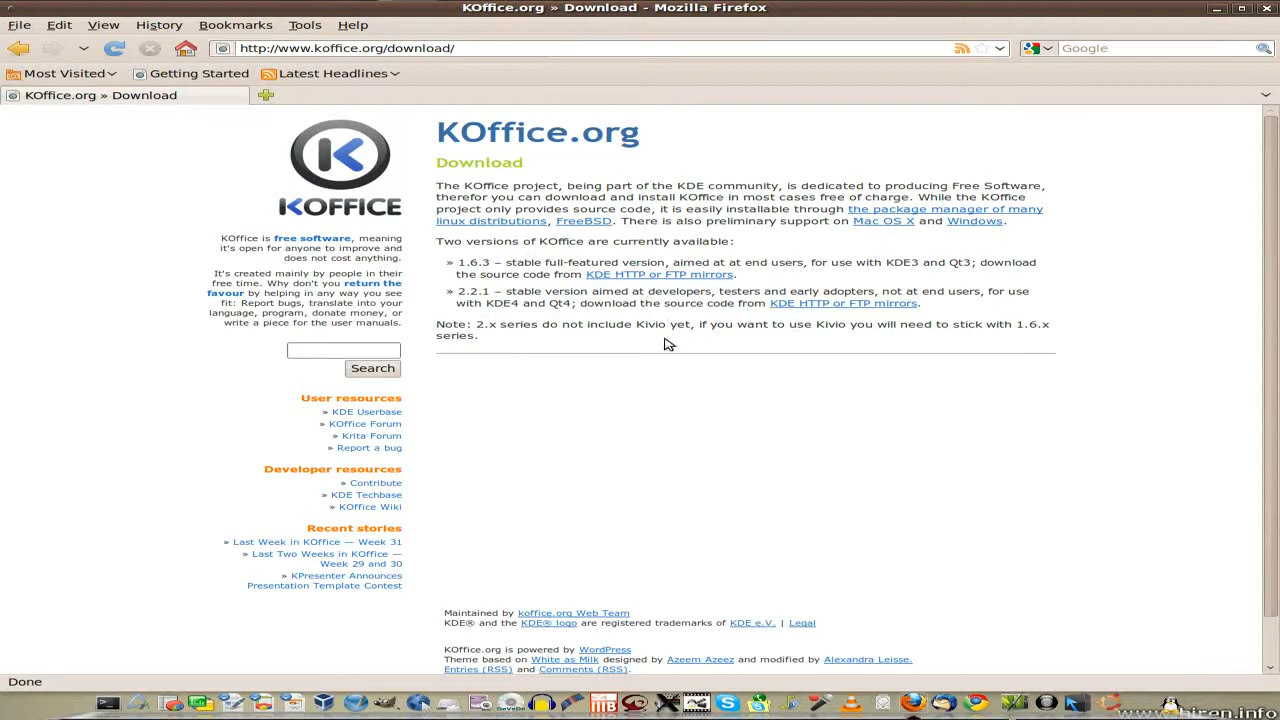 KOffice.org » Download - Mozilla Firefox
File Edit View History Bookmarks Tools Help
http://www.koffice.org/download/
Google
Most Visited Getting Started Latest Headlines
KOffice.org » Download
KOFFICE
KOffice is free software, meaning
it's open for anyone to improve and
does not cost anything.
It's created mainly by people in their
free time. Why don't you return the
favour by helping in any way you see
fit: Report bugs, translate into your
language, program, donate money, or
write a piece for the user manuals.
Search
User resources
» KDE Userbase
» KOffice Forum
» Krita Forum
» Report a bug
Developer resources
» Contribute
» KDE Techbase
» KOffice Wiki
Recent stories
» Last Week in KOffice — Week 31
» Last Two Weeks in KOffice —
Week 29 and 30
» KPresenter Announces
Presentation Template Contest
KOffice.org
Download
The KOffice project, being part of the KDE community, is dedicated to producing Free Software,
therefor you can download and install KOffice in most cases free of charge. While the KOffice
project only provides source code, it is easily installable through the package manager of many
linux distributions, FreeBSD. There is also preliminary support on Mac OS X and Windows.
Two versions of KOffice are currently available:
» 1.6.3 – stable full-featured version, aimed at at end users, for use with KDE3 and Qt3; download
the source code from KDE HTTP or FTP mirrors.
» 2.2.1 – stable version aimed at developers, testers and early adopters, not at end users, for use
with KDE4 and Qt4; download the source code from KDE HTTP or FTP mirrors.
Note: 2.x series do not include Kivio yet, if you want to use Kivio you will need to stick with 1.6.x
series.
Maintained by koffice.org Web Team
KDE® and the KDE® logo are registered trademarks of KDE e.V. | Legal
KOffice.org is powered by WordPress
Theme based on White as Milk designed by Azeem Azeez and modified by Alexandra Leisse.
Entries (RSS) and Comments (RSS).
Done
www.biran.info